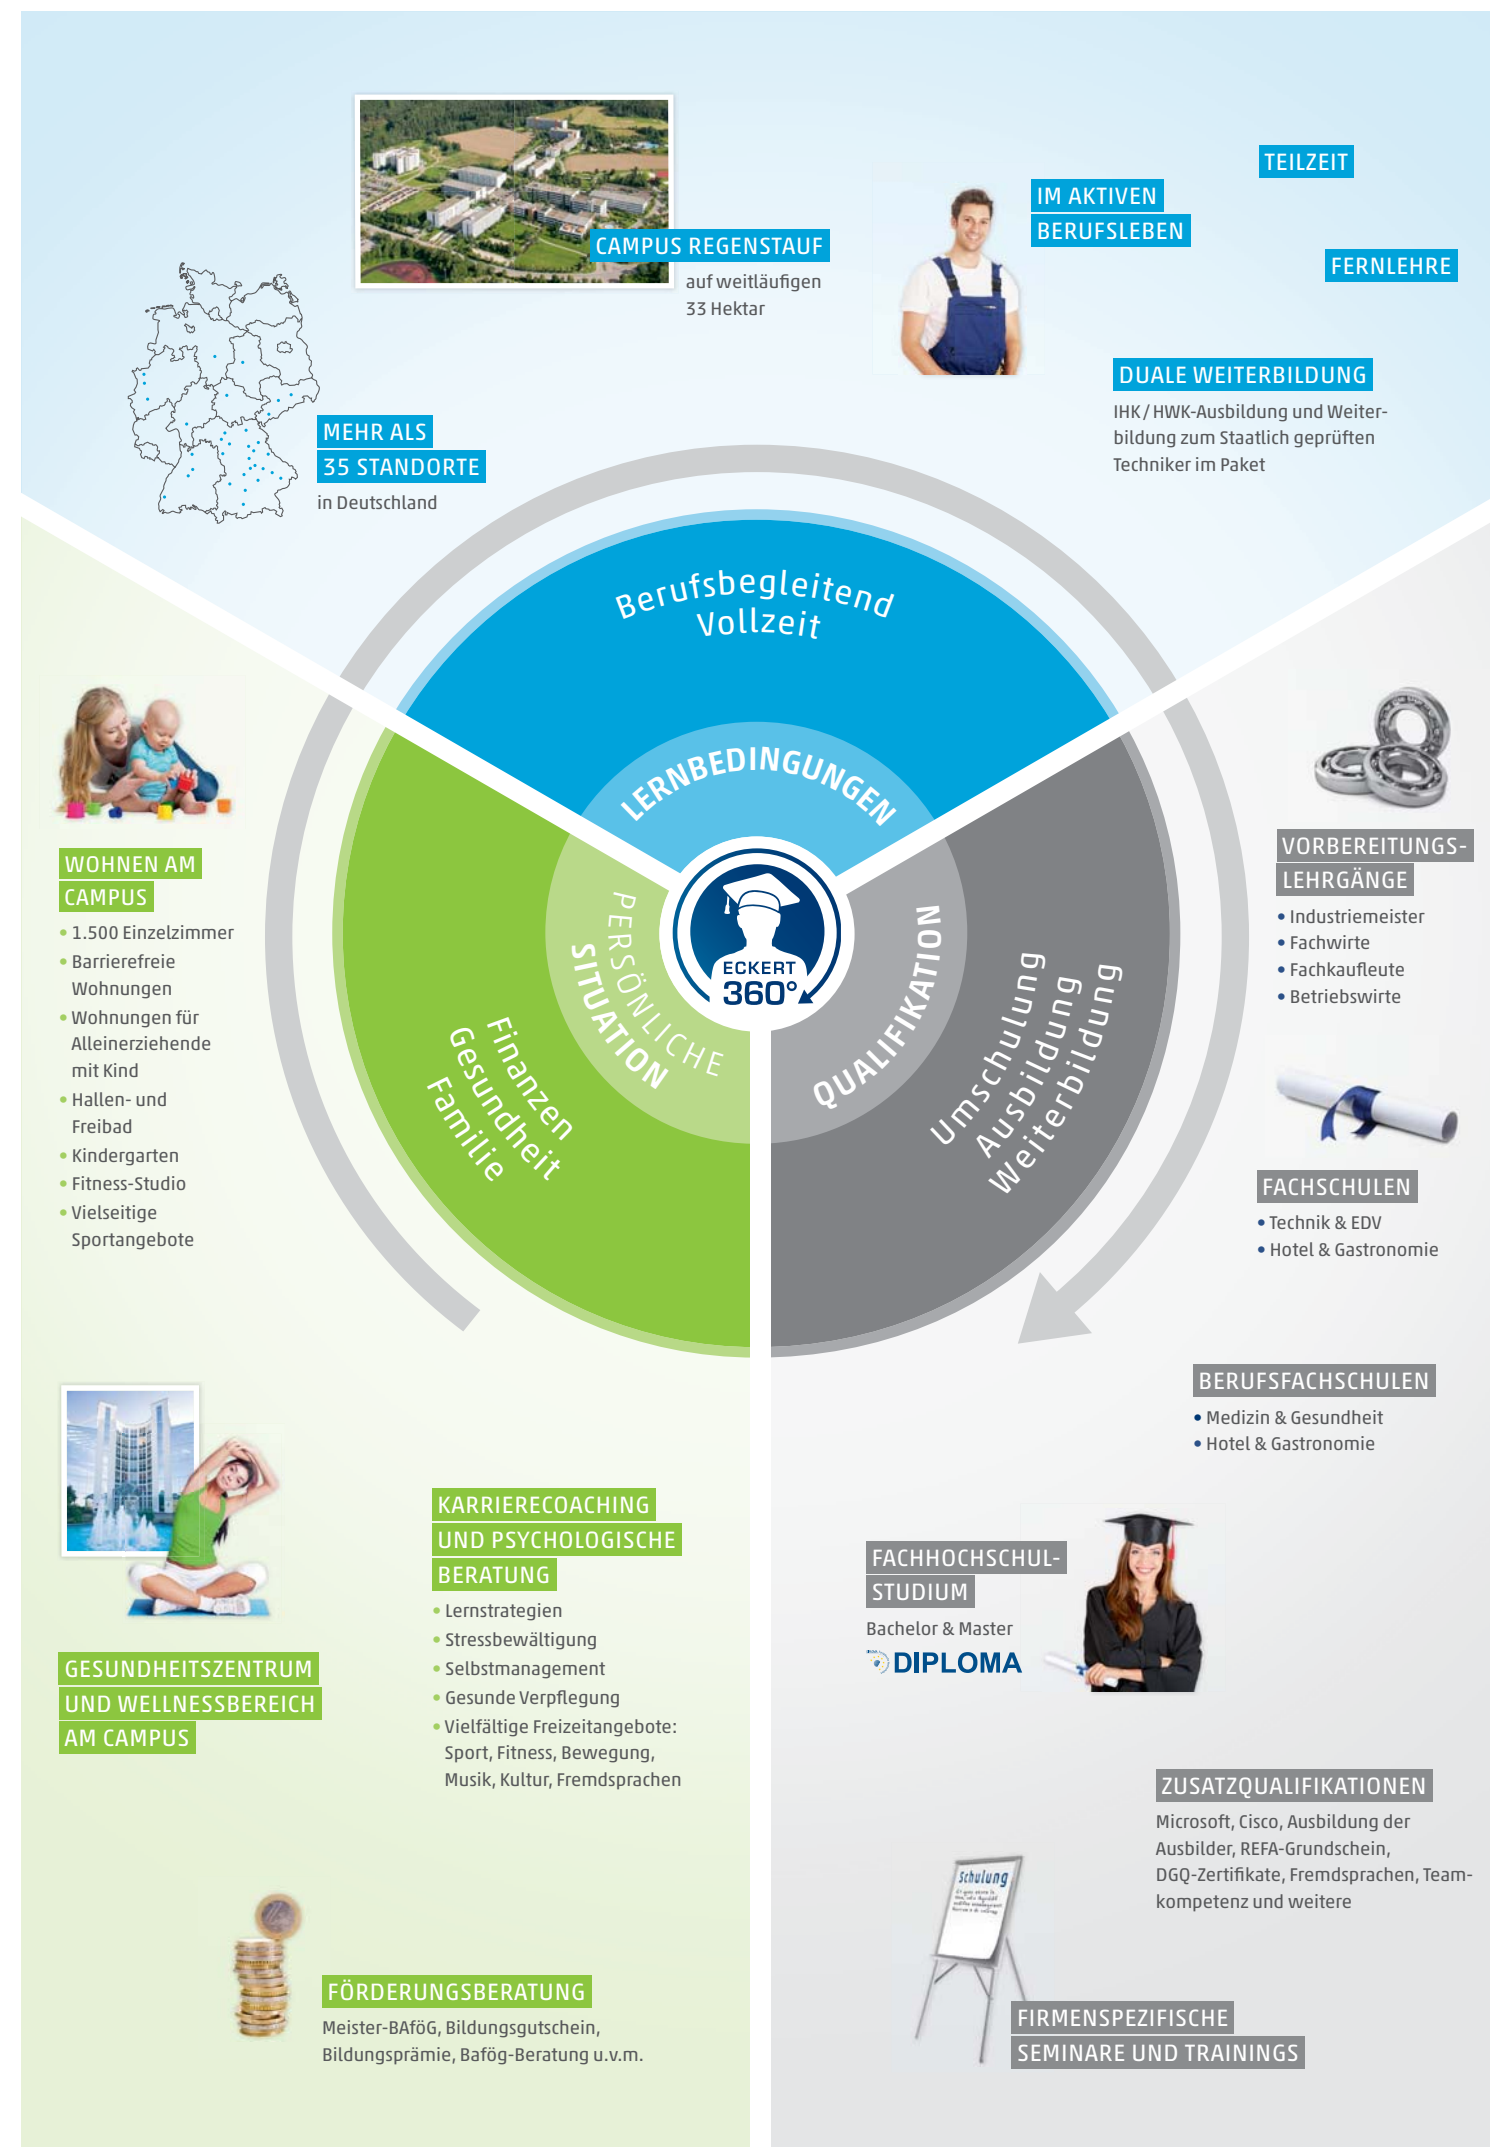 CAMPUS REGENSTAUF
auf weitläufigen
33 Hektar
MEHR ALS
35 STANDORTE
in Deutschland
IM AKTIVEN
BERUFSLEBEN
TEILZEIT
FERNLEHRE
DUALE WEITERBILDUNG
IHK / HWK-Ausbildung und Weiter-
bildung zum Staatlich geprüften
Techniker im Paket
Berufsbegleitend
Vollzeit
LERNBEDINGUNGEN
PERSÖNLICHE
SITUATION
Finanzen
Gesundheit
Familie
ECKERT
360°
QUALIFIKATION
Umschulung
Ausbildung
Weiterbildung
WOHNEN AM
CAMPUS
• 1.500 Einzelzimmer
• Barrierefreie
Wohnungen
• Wohnungen für
Alleinerziehende
mit Kind
• Hallen- und
Freibad
• Kindergarten
• Fitness-Studio
• Vielseitige
Sportangebote
GESUNDHEITSZENTRUM
UND WELLNESSBEREICH
AM CAMPUS
KARRIERECOACHING
UND PSYCHOLOGISCHE
BERATUNG
• Lernstrategien
• Stressbewältigung
• Selbstmanagement
• Gesunde Verpflegung
• Vielfältige Freizeitangebote:
Sport, Fitness, Bewegung,
Musik, Kultur, Fremdsprachen
FÖRDERUNGSBERATUNG
Meister-BAföG, Bildungsgutschein,
Bildungsprämie, Bafög-Beratung u.v.m.
VORBEREITUNGS-
LEHRGÄNGE
• Industriemeister
• Fachwirte
• Fachkaufleute
• Betriebswirte
FACHSCHULEN
• Technik & EDV
• Hotel & Gastronomie
BERUFSFACHSCHULEN
• Medizin & Gesundheit
• Hotel & Gastronomie
FACHHOCHSCHUL-
STUDIUM
Bachelor & Master
DIPLOMA
ZUSATZQUALIFIKATIONEN
Microsoft, Cisco, Ausbildung der
Ausbilder, REFA-Grundschein,
DGQ-Zertifikate, Fremdsprachen, Team-
kompetenz und weitere
Schulung
FIRMENSPEZIFISCHE
SEMINARE UND TRAININGS